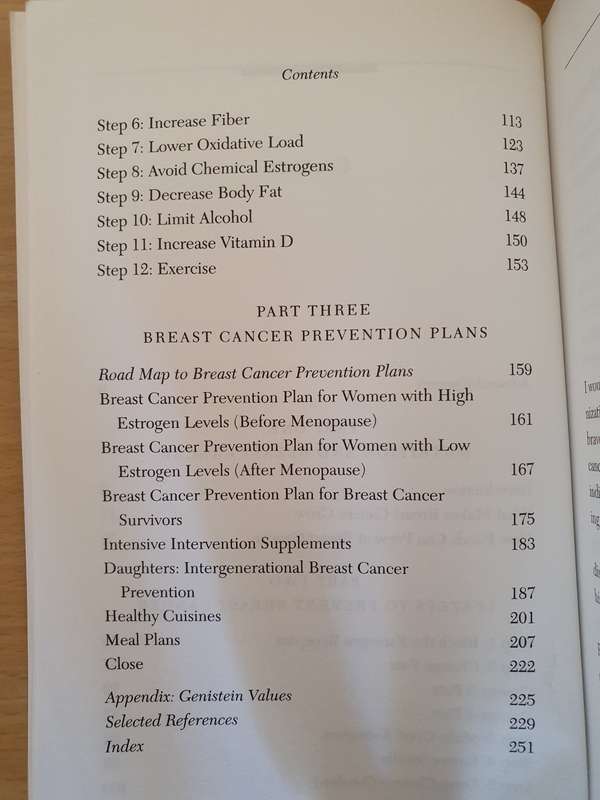 Contents
Step 6: Increase Fiber 113
Step 7: Lower Oxidative Load 123
Step 8: Avoid Chemical Estrogens 137
Step 9: Decrease Body Fat 144
Step 10: Limit Alcohol 148
Step 11: Increase Vitamin D 150
Step 12: Exercise 153
PART THREE
BREAST CANCER PREVENTION PLANS
Road Map to Breast Cancer Prevention Plans 159
Breast Cancer Prevention Plan for Women with High
Estrogen Levels (Before Menopause) 161
Breast Cancer Prevention Plan for Women with Low
Estrogen Levels (After Menopause) 167
Breast Cancer Prevention Plan for Breast Cancer
Survivors 175
Intensive Intervention Supplements 183
Daughters: Intergenerational Breast Cancer
Prevention 187
Healthy Cuisines 201
Meal Plans 207
Close 222
Appendix: Genistein Values 225
Selected References 229
Index 251
I wou